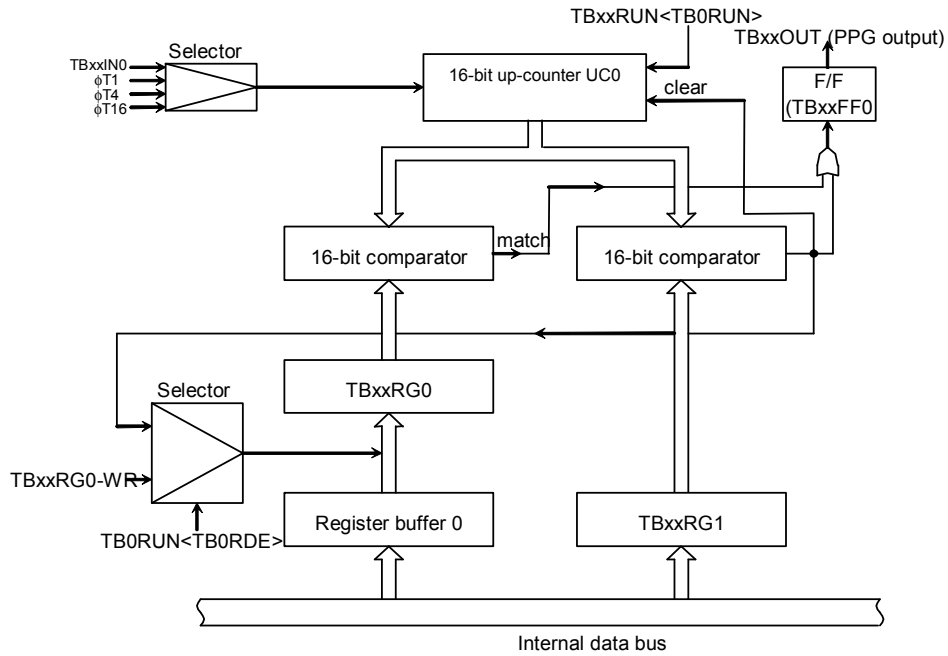 TBxxRUN<TB0RUN>
TBxxOUT (PPG output)
Selector
TBxxIN0
φT1
φT4
φT16
16-bit up-counter UC0
clear
F/F
(TBxxFF0
16-bit comparator
match
16-bit comparator
TBxxRG0
Selector
TBxxRG0-WR
TB0RUN<TB0RDE>
Register buffer 0
TBxxRG1
Internal data bus